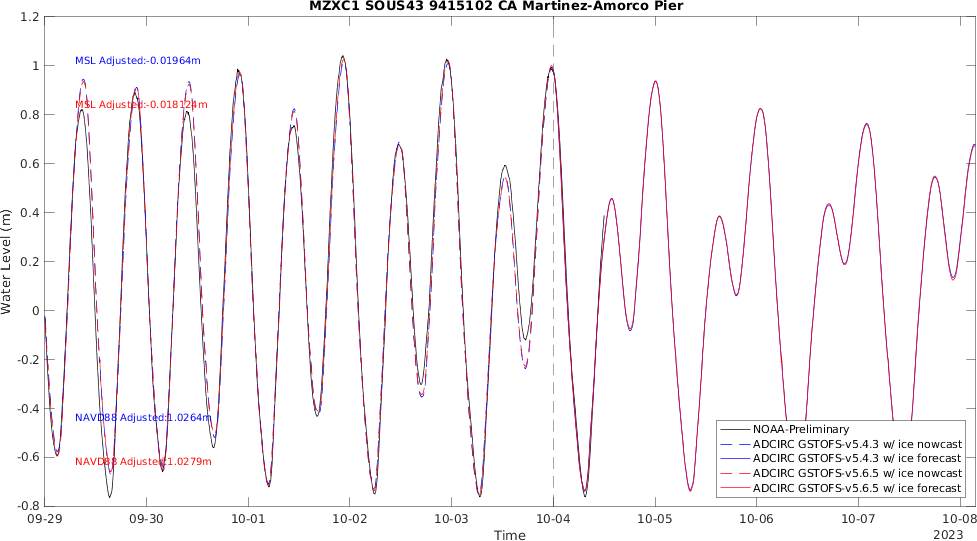 MZXC1 SOUS43 9415102 CA Martinez-Amorco Pier
1.2
1
0.8
0.6
0.4
0.2
0
-0.2
-0.4
-0.6
-0.8
Water Level (m)
MSL Adjusted:-0.01964m
MSL Adjusted:-0.018124m
NAVD88 Adjusted:1.0264m
NAVD88 Adjusted:1.0279m
NOAA-Preliminary
ADCIRC GSTOFS-v5.4.3 w/ ice nowcast
ADCIRC GSTOFS-v5.4.3 w/ ice forecast
ADCIRC GSTOFS-v5.6.5 w/ ice nowcast
ADCIRC GSTOFS-v5.6.5 w/ ice forecast
09-29 09-30 10-01 10-02 10-03 10-04 10-05 10-06 10-07 10-08
Time
2023